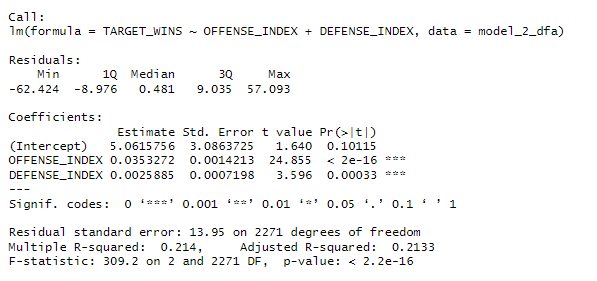 Call:
lm(formula = TARGET_WINS ~ OFFENSE_INDEX + DEFENSE_INDEX, data = model_2_dfa)
Residuals:
Min 1Q Median 3Q Max
-62.424 -8.976 0.481 9.035 57.093
Coefficients:
Estimate Std. Error t value Pr(>|t|)
(Intercept) 5.0615756 3.0863725 1.640 0.10115
OFFENSE_INDEX 0.0353272 0.0014213 24.855 < 2e-16 ***
DEFENSE_INDEX 0.0025885 0.0007198 3.596 0.00033 ***
---
Signif. codes: 0 ‘***’ 0.001 ‘**’ 0.01 ‘*’ 0.05 ‘.’ 0.1 ‘ ’ 1
Residual standard error: 13.95 on 2271 degrees of freedom
Multiple R-squared: 0.214, Adjusted R-squared: 0.2133
F-statistic: 309.2 on 2 and 2271 DF, p-value: < 2.2e-16